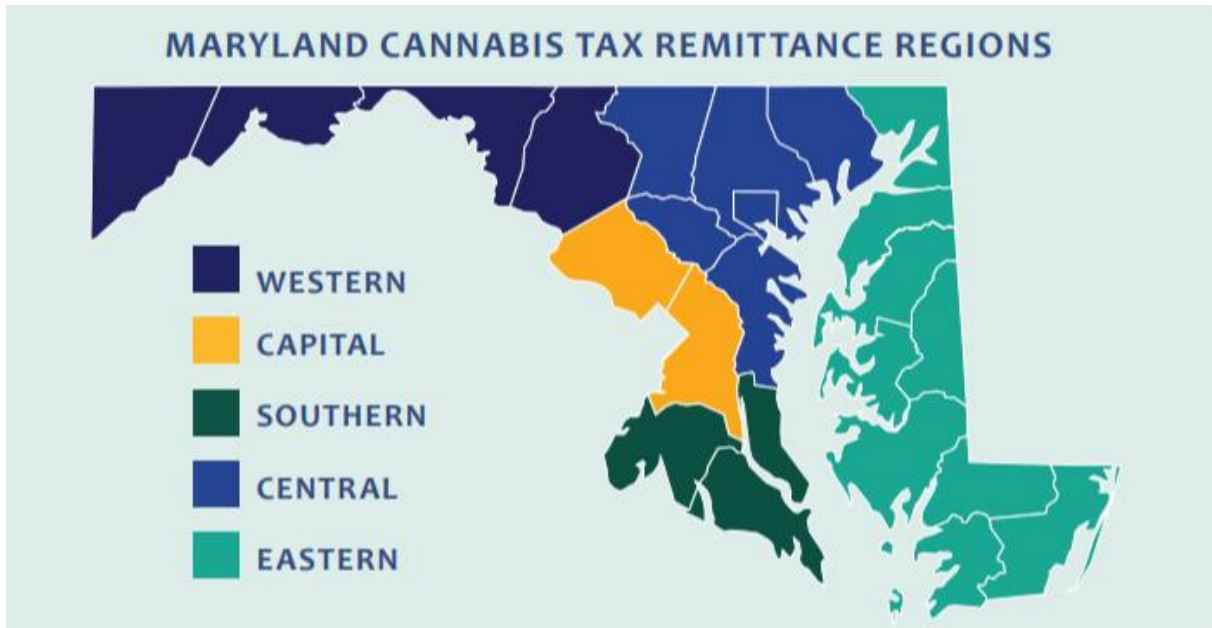 MARYLAND CANNABIS TAX REMITTANCE REGIONS
WESTERN
CAPITAL
SOUTHERN
CENTRAL
EASTERN